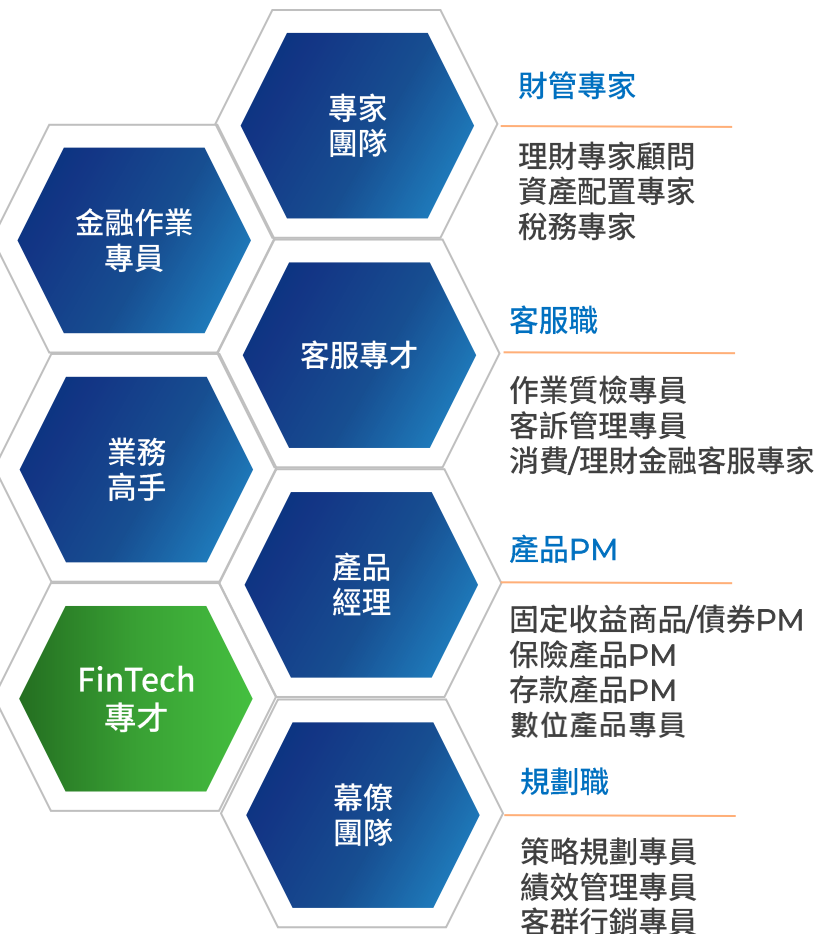 專家
團隊
財管專家
理財專家顧問
資產配置專家
稅務專家
金融作業
專員
客服專才
客服職
作業質檢專員
客訴管理專員
消費/理財金融客服專家
業務
高手
產品
經理
產品PM
固定收益商品/債券PM
保險產品PM
存款產品PM
數位產品專員
FinTech
專才
幕僚
團隊
規劃職
策略規劃專員
績效管理專員
客群行銷專員